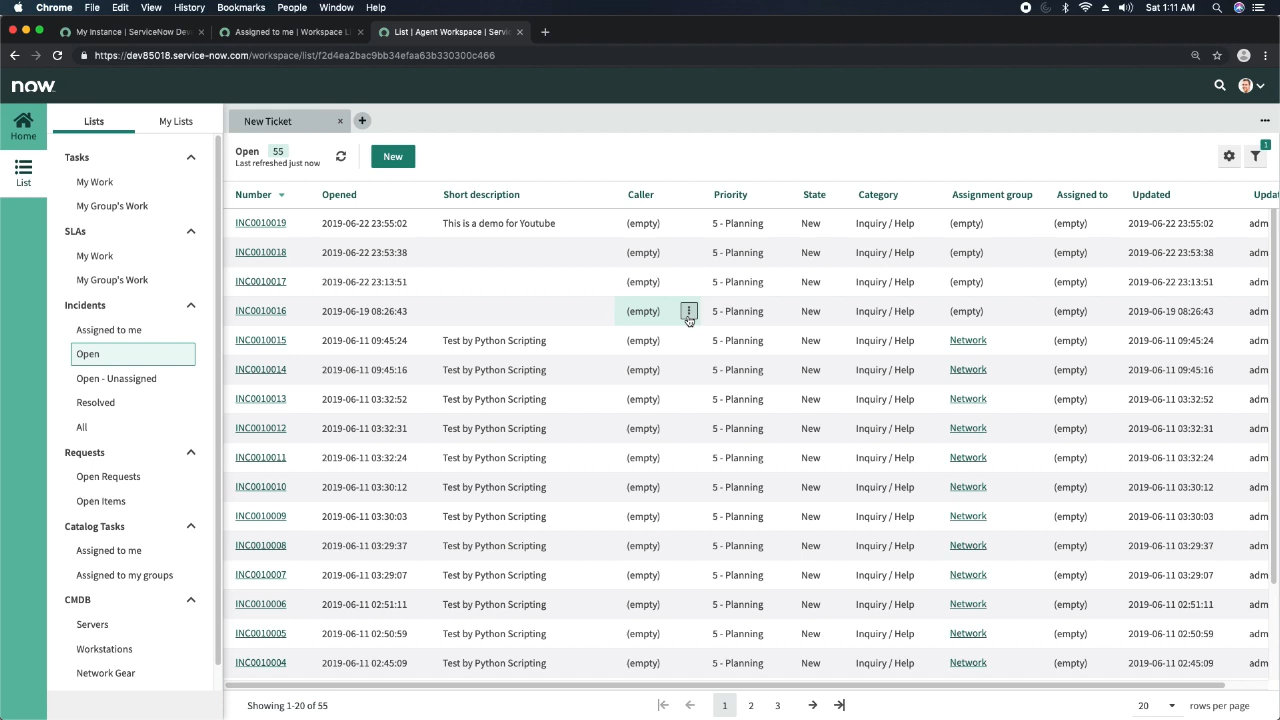 Chrome File Edit View History Bookmarks People Window Help Sat 1:11 AM
My Instance | ServiceNow Dev Assigned to me | Workspace Li List | Agent Workspace | Servic
https://dev85018.service-now.com/workspace/list/f2d4ea2bac9bb34efaa63b330300c466
now
Home
List
Lists My Lists
Tasks
My Work
My Group's Work
SLAs
My Work
My Group's Work
Incidents
Assigned to me
Open
Open - Unassigned
Resolved
All
Requests
Open Requests
Open Items
Catalog Tasks
Assigned to me
Assigned to my groups
CMDB
Servers
Workstations
Network Gear
New Ticket
Open 55
Last refreshed just now
New
1
Number Opened Short description Caller Priority State Category Assignment group Assigned to Updated Updat
INC0010019 2019-06-22 23:55:02 This is a demo for Youtube (empty) 5 - Planning New Inquiry / Help (empty) (empty) 2019-06-22 23:55:02 adm
INC0010018 2019-06-22 23:53:38 (empty) 5 - Planning New Inquiry / Help (empty) (empty) 2019-06-22 23:53:38 adm
INC0010017 2019-06-22 23:13:51 (empty) 5 - Planning New Inquiry / Help (empty) (empty) 2019-06-22 23:13:51 adm
INC0010016 2019-06-19 08:26:43 (empty) 5 - Planning New Inquiry / Help (empty) (empty) 2019-06-19 08:26:43 adm
INC0010015 2019-06-11 09:45:24 Test by Python Scripting (empty) 5 - Planning New Inquiry / Help Network (empty) 2019-06-11 09:45:24 adm
INC0010014 2019-06-11 09:45:16 Test by Python Scripting (empty) 5 - Planning New Inquiry / Help Network (empty) 2019-06-11 09:45:16 adm
INC0010013 2019-06-11 03:32:52 Test by Python Scripting (empty) 5 - Planning New Inquiry / Help Network (empty) 2019-06-11 03:32:52 adm
INC0010012 2019-06-11 03:32:31 Test by Python Scripting (empty) 5 - Planning New Inquiry / Help Network (empty) 2019-06-11 03:32:31 adm
INC0010011 2019-06-11 03:32:24 Test by Python Scripting (empty) 5 - Planning New Inquiry / Help Network (empty) 2019-06-11 03:32:24 adm
INC0010010 2019-06-11 03:30:12 Test by Python Scripting (empty) 5 - Planning New Inquiry / Help Network (empty) 2019-06-11 03:30:12 adm
INC0010009 2019-06-11 03:30:03 Test by Python Scripting (empty) 5 - Planning New Inquiry / Help Network (empty) 2019-06-11 03:30:03 adm
INC0010008 2019-06-11 03:29:37 Test by Python Scripting (empty) 5 - Planning New Inquiry / Help Network (empty) 2019-06-11 03:29:37 adm
INC0010007 2019-06-11 03:29:07 Test by Python Scripting (empty) 5 - Planning New Inquiry / Help Network (empty) 2019-06-11 03:29:07 adm
INC0010006 2019-06-11 02:51:11 Test by Python Scripting (empty) 5 - Planning New Inquiry / Help Network (empty) 2019-06-11 02:51:11 adm
INC0010005 2019-06-11 02:50:59 Test by Python Scripting (empty) 5 - Planning New Inquiry / Help Network (empty) 2019-06-11 02:50:59 adm
INC0010004 2019-06-11 02:45:09 Test by Python Scripting (empty) 5 - Planning New Inquiry / Help Network (empty) 2019-06-11 02:45:09 adm
Showing 1-20 of 55 1 2 3 20 rows per page